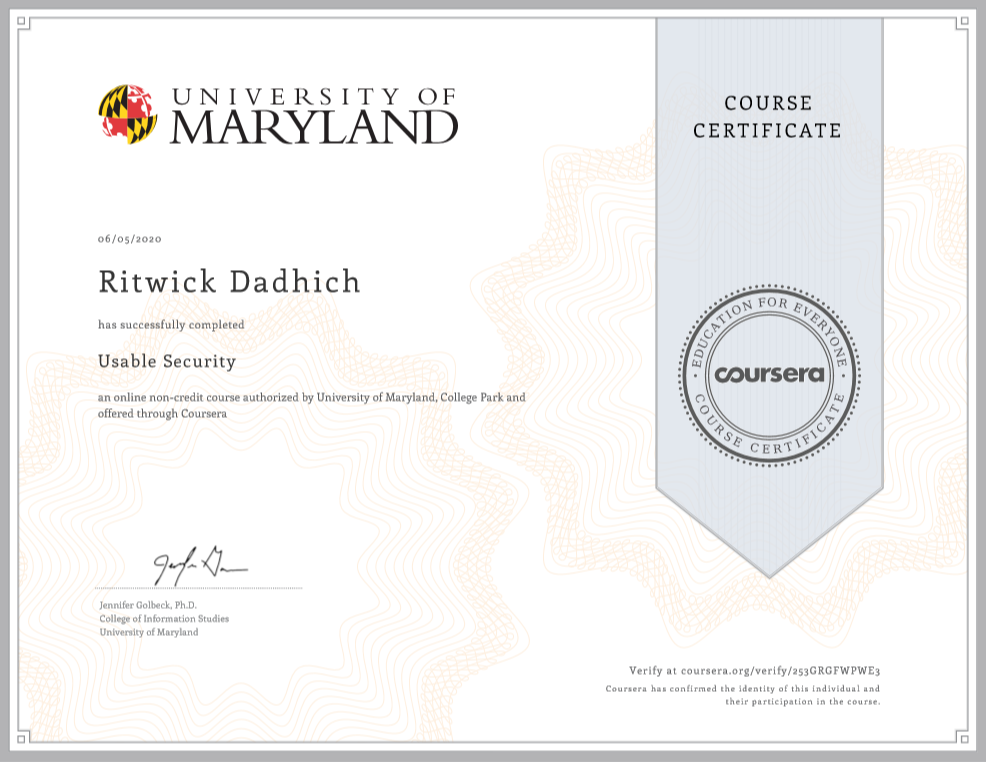 UNIVERSITY OF
MARYLAND
COURSE
CERTIFICATE
06/05/2020
Ritwick Dadhich
has successfully completed
Usable Security
an online non-credit course authorized by University of Maryland, College Park and
offered through Coursera
EDUCATION FOR EVERYONE
coursera
COURSE CERTIFICATE
Jennifer Golbeck, Ph.D.
College of Information Studies
University of Maryland
Verify at coursera.org/verify/253GRGFWPWE3
Coursera has confirmed the identity of this individual and
their participation in the course.